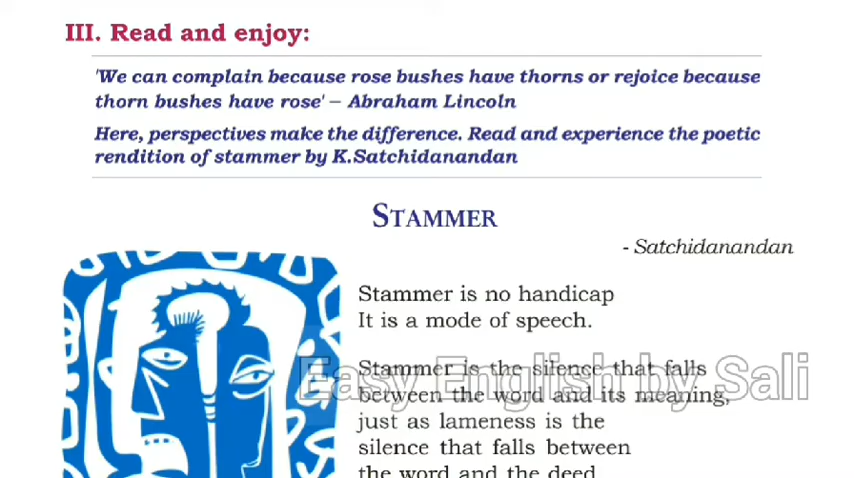 III. Read and enjoy:
'We can complain because rose bushes have thorns or rejoice because
thorn bushes have rose' – Abraham Lincoln
Here, perspectives make the difference. Read and experience the poetic
rendition of stammer by K.Satchidanandan
STAMMER
- Satchidanandan
Stammer is no handicap
It is a mode of speech.
Stammer is the silence that falls
between the word and its meaning,
just as lameness is the
silence that falls between
the word and the deed
Easy English by Sali